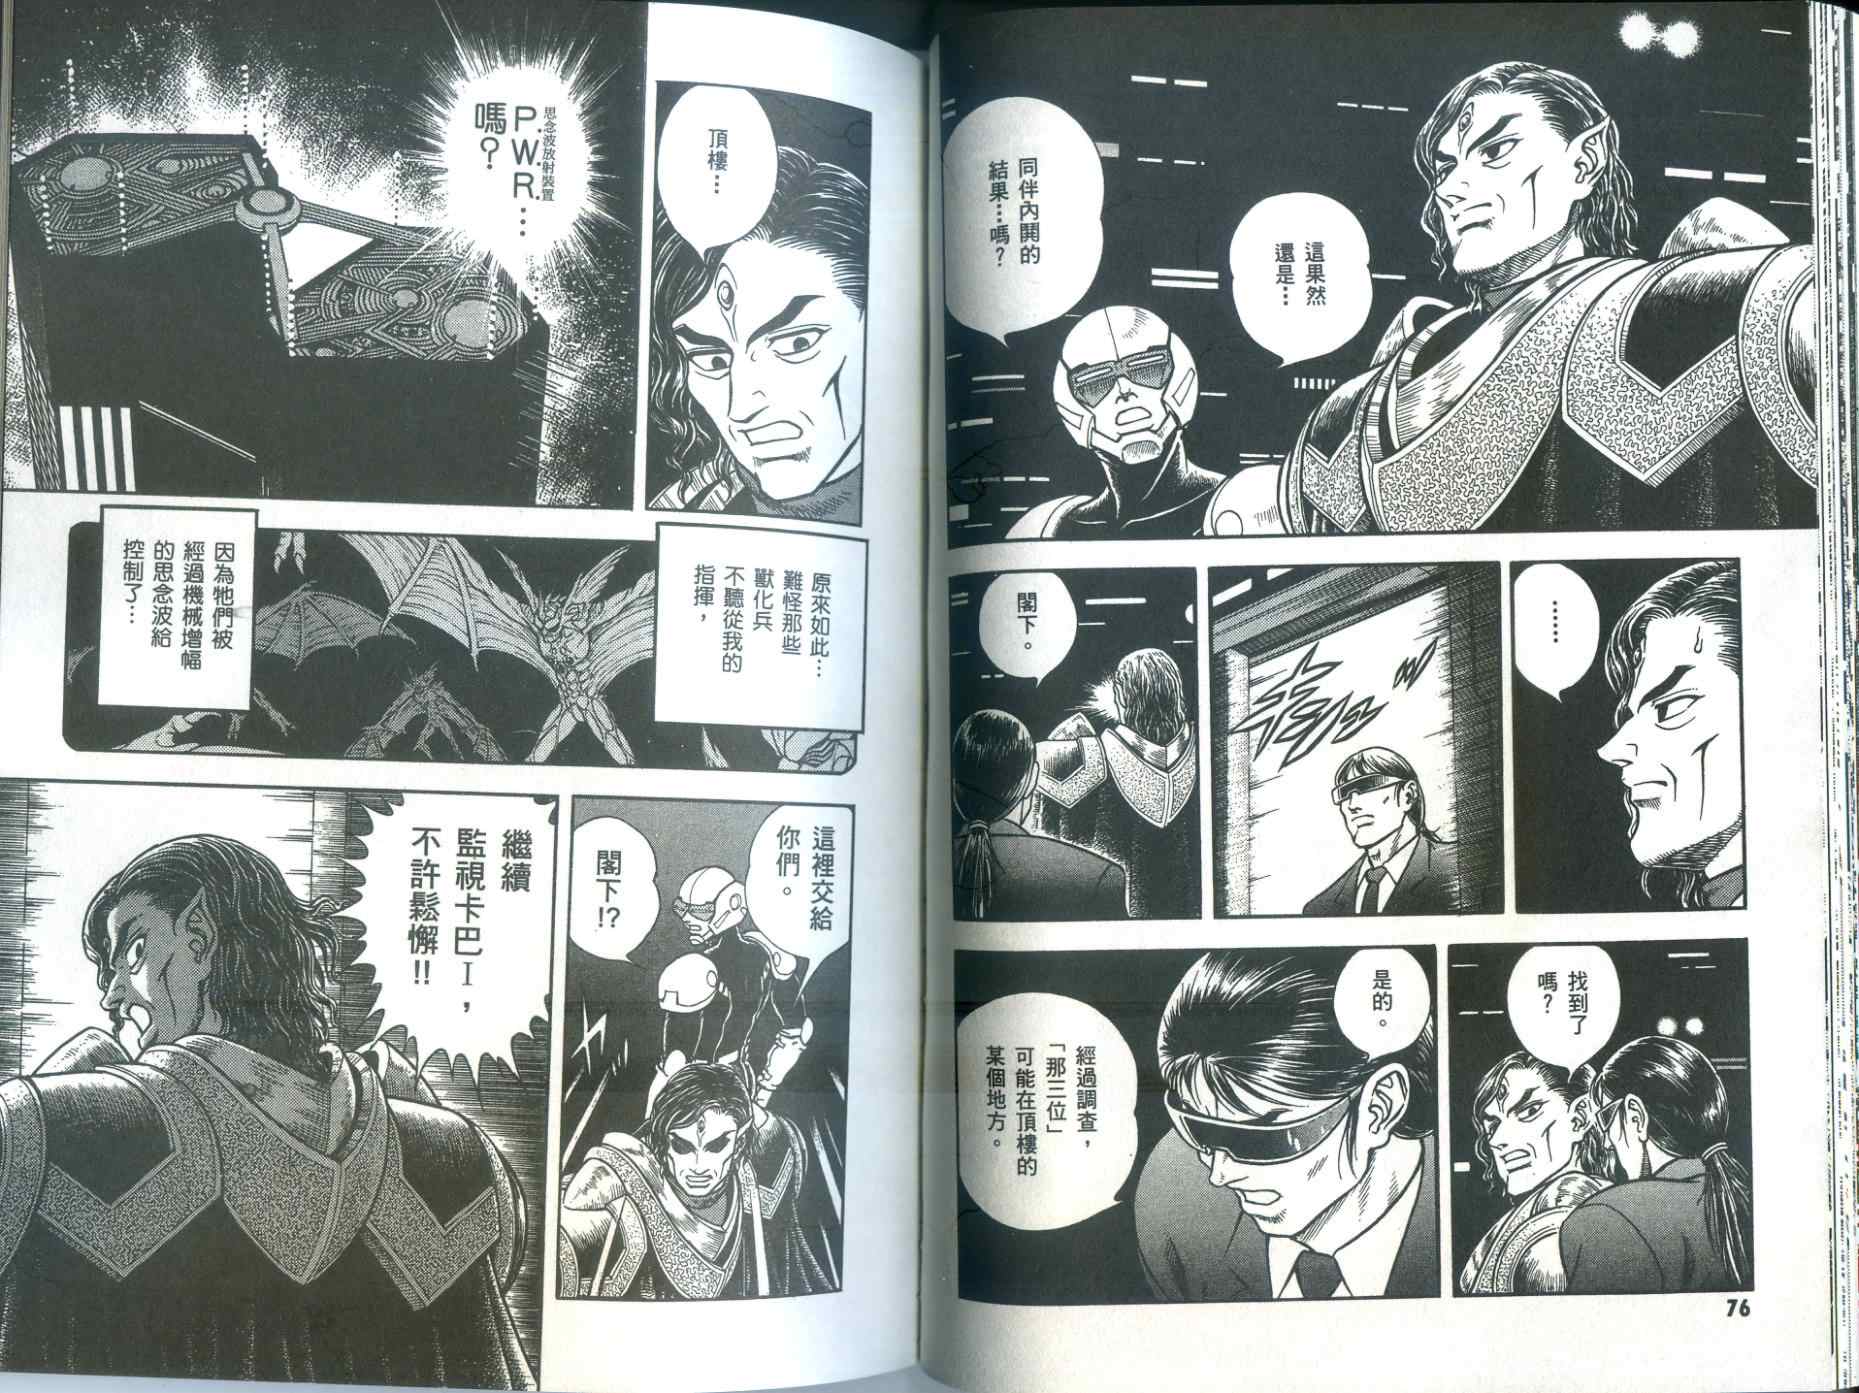 這果然
還是…
同伴內鬨的
結果…嗎？
……
閣下。
找到了
嗎？
是的。
經過調查，
「那三位」
可能在頂樓的
某個地方。
76
頂樓…
思念波放射裝置
P.W.R.…
嗎？
原來如此…
難怪那些
獸化兵
不聽從我的
指揮，
因為牠們被
經過機械增幅
的思念波給
控制了…
這裡交給
你們。
閣下!?
繼續
監視卡巴Ｉ，
不許鬆懈!!